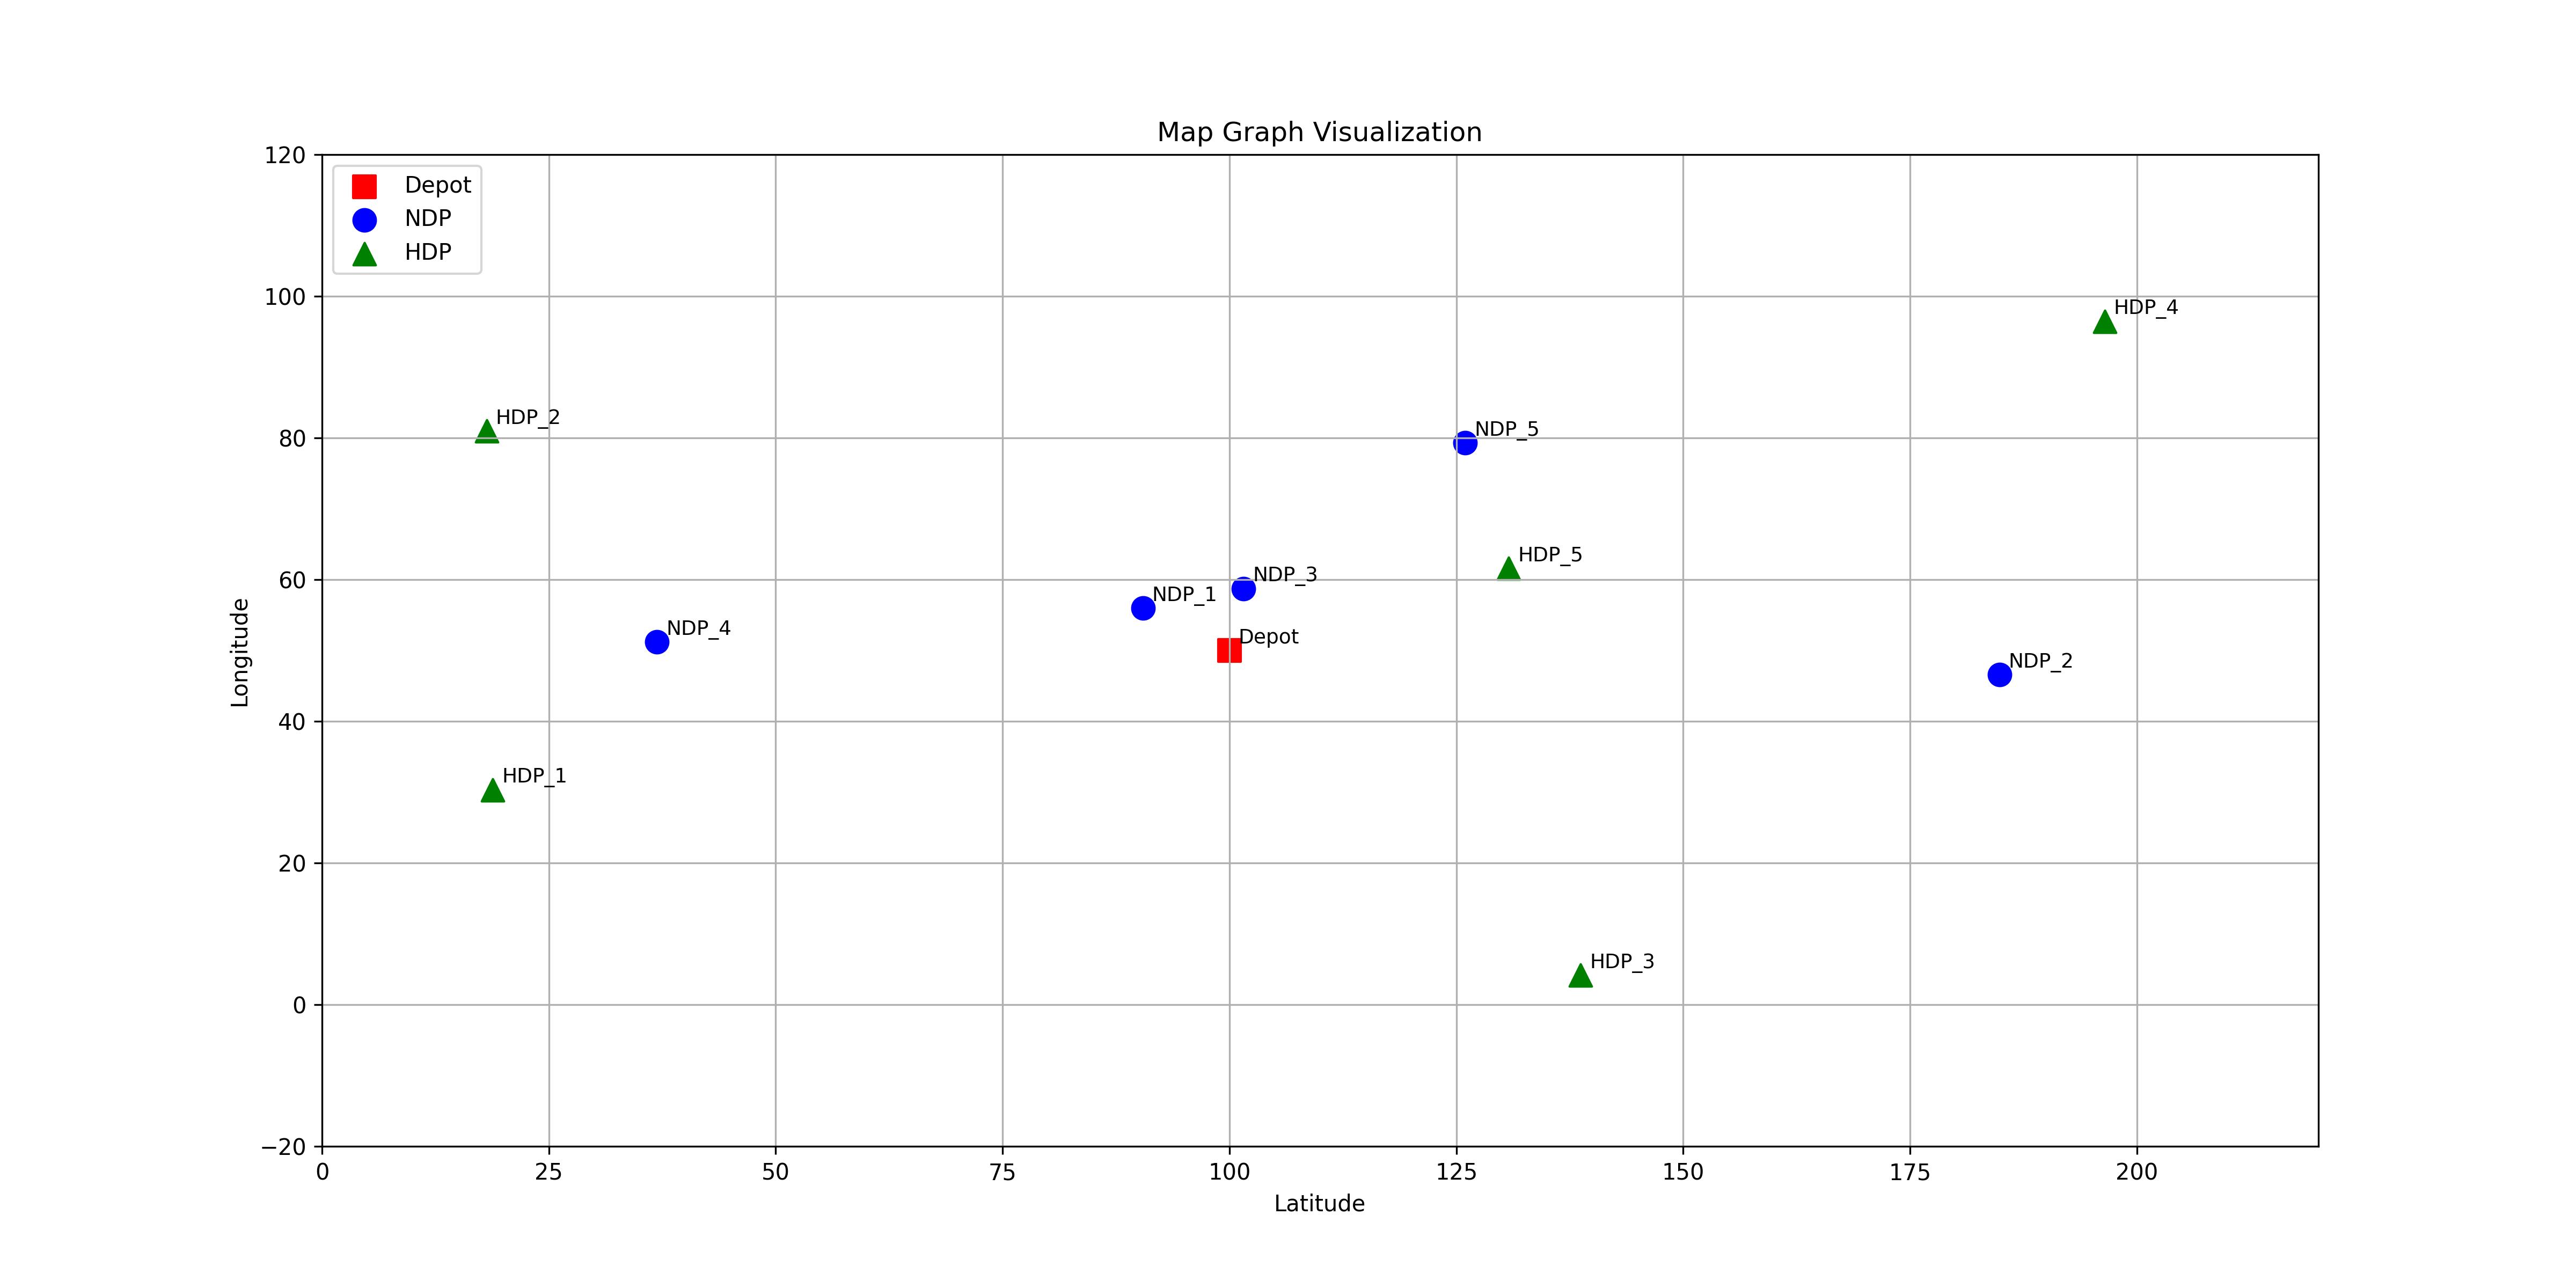 Map Graph Visualization
120
100
80
60
40
20
0
−20
Longitude
Depot
NDP
HDP
HDP_4
HDP_2
NDP_5
HDP_5
NDP_3
NDP_1
NDP_4
Depot
NDP_2
HDP_1
HDP_3
0 25 50 75 100 125 150 175 200
Latitude